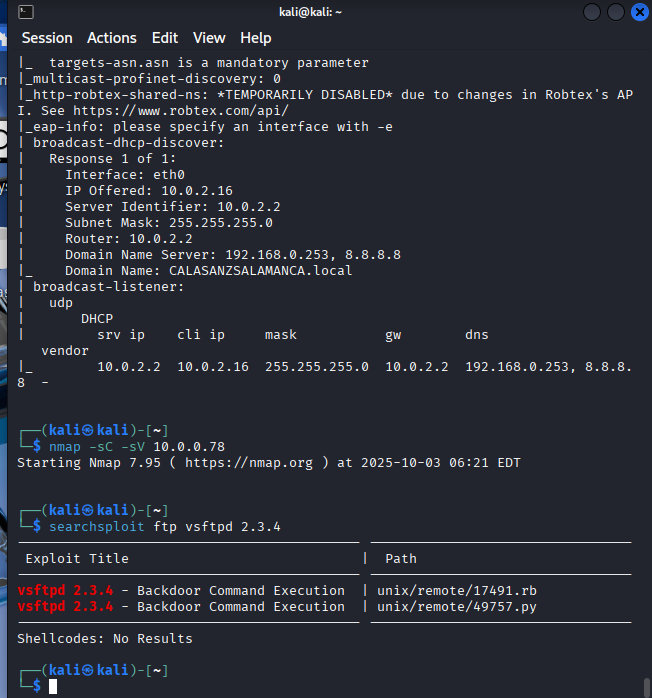 kali@kali: ~
Session Actions Edit View Help
|_  targets-asn.asn is a mandatory parameter
|_multicast-profinet-discovery: 0
|_http-robtex-shared-ns: *TEMPORARILY DISABLED* due to changes in Robtex's AP
I. See https://www.robtex.com/api/
|_eap-info: please specify an interface with -e
| broadcast-dhcp-discover:
|   Response 1 of 1:
|     Interface: eth0
|     IP Offered: 10.0.2.16
|     Server Identifier: 10.0.2.2
|     Subnet Mask: 255.255.255.0
|     Router: 10.0.2.2
|     Domain Name Server: 192.168.0.253, 8.8.8.8
|_    Domain Name: CALASANZSALAMANCA.local
| broadcast-listener:
|   udp
|       DHCP
|         srv ip    cli ip     mask           gw        dns
   vendor
|_        10.0.2.2  10.0.2.16  255.255.255.0  10.0.2.2  192.168.0.253, 8.8.8.
8  -
┌──(kali㉿kali)-[~]
└─$ nmap -sC -sV 10.0.0.78
Starting Nmap 7.95 ( https://nmap.org ) at 2025-10-03 06:21 EDT
┌──(kali㉿kali)-[~]
└─$ searchsploit ftp vsftpd 2.3.4
Exploit Title | Path
vsftpd 2.3.4 - Backdoor Command Execution | unix/remote/17491.rb
vsftpd 2.3.4 - Backdoor Command Execution | unix/remote/49757.py
Shellcodes: No Results
┌──(kali㉿kali)-[~]
└─$